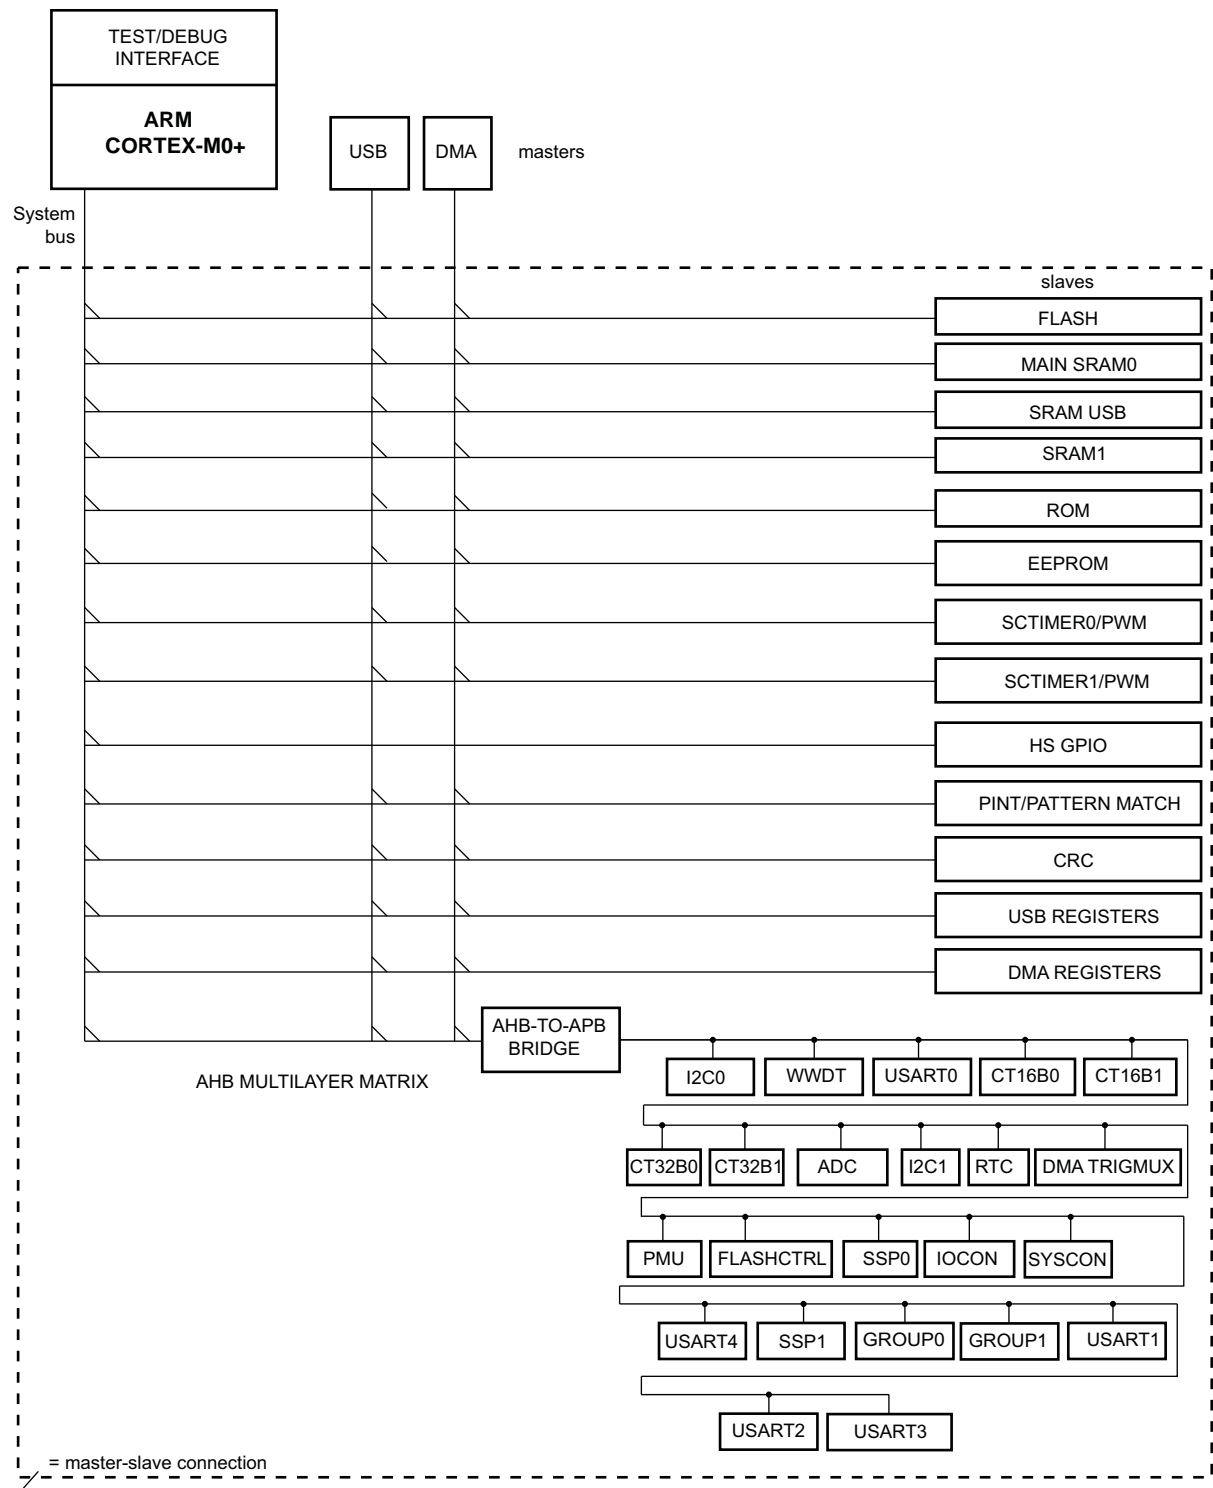 TEST/DEBUG
INTERFACE
ARM
CORTEX-M0+
USB
DMA
masters
System
bus
slaves
FLASH
MAIN SRAM0
SRAM USB
SRAM1
ROM
EEPROM
SCTIMER0/PWM
SCTIMER1/PWM
HS GPIO
PINT/PATTERN MATCH
CRC
USB REGISTERS
DMA REGISTERS
AHB-TO-APB
BRIDGE
AHB MULTILAYER MATRIX
I2C0
WWDT
USART0
CT16B0
CT16B1
CT32B0
CT32B1
ADC
I2C1
RTC
DMA TRIGMUX
PMU
FLASHCTRL
SSP0
IOCON
SYSCON
USART4
SSP1
GROUP0
GROUP1
USART1
USART2
USART3
= master-slave connection